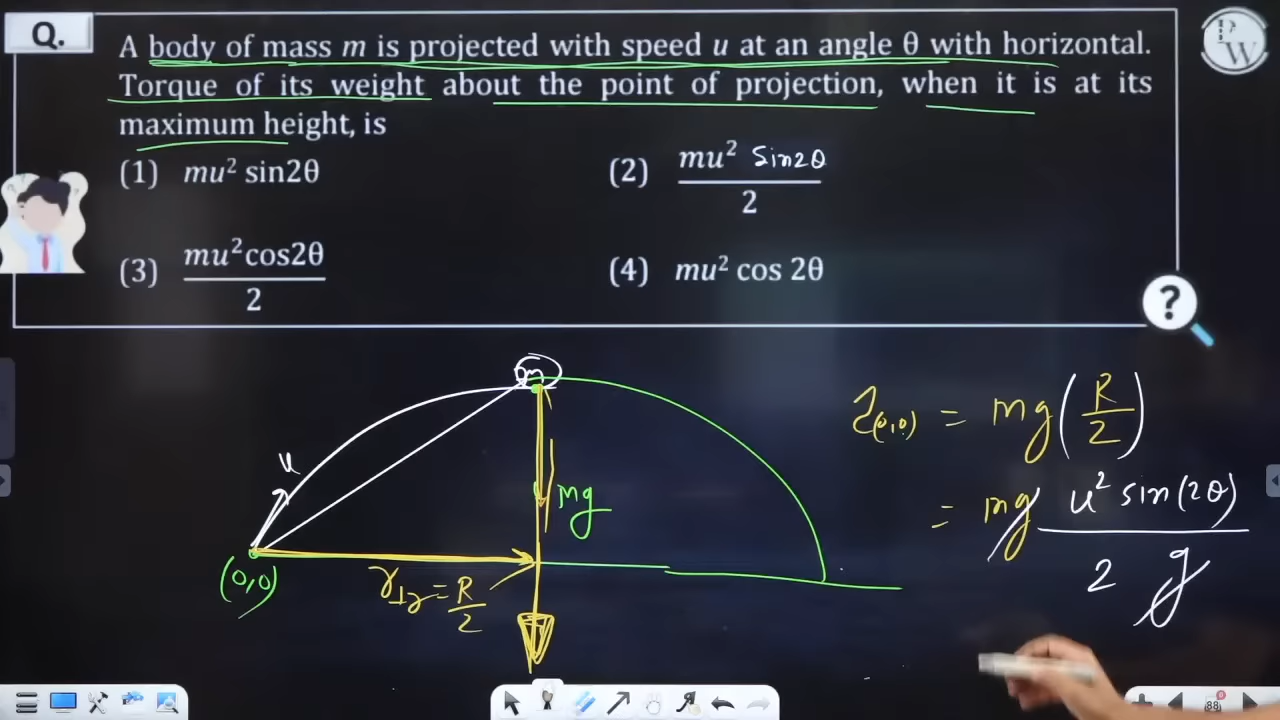 Q.
A body of mass m is projected with speed u at an angle θ with horizontal.
Torque of its weight about the point of projection, when it is at its
maximum height, is
(1) mu² sin2θ
(2) mu² Sin2θ / 2
(3) mu²cos2θ / 2
(4) mu² cos 2θ
PW
?
m
u
Mg
(0,0)
r⊥r = R/2
τ(0,0) = mg(R/2)
= mg u² sin(2θ) / 2 g
88